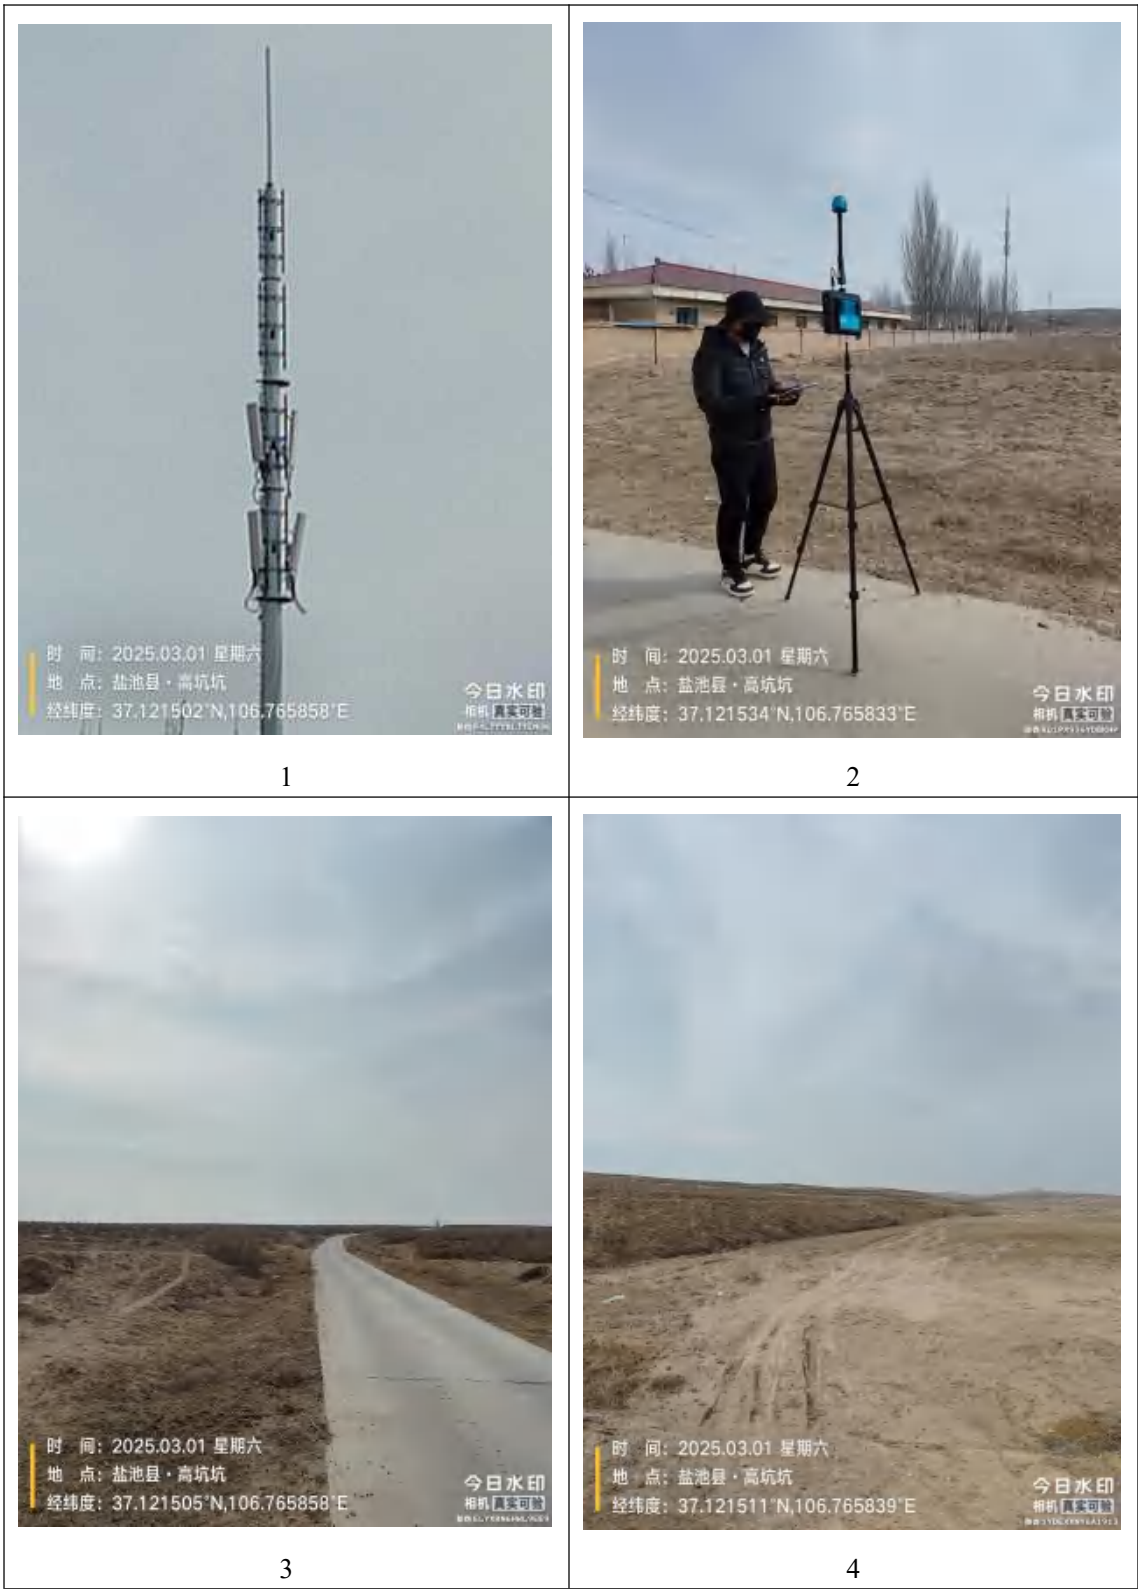 时 间：2025.03.01 星期六
地 点：盐池县·高坑坑
经纬度：37.121502°N,106.765858°E
今日水印
相机 真实可验
1
时 间：2025.03.01 星期六
地 点：盐池县·高坑坑
经纬度：37.121534°N,106.765833°E
今日水印
相机 真实可验
2
时 间：2025.03.01 星期六
地 点：盐池县·高坑坑
经纬度：37.121505°N,106.765858°E
今日水印
相机 真实可验
3
时 间：2025.03.01 星期六
地 点：盐池县·高坑坑
经纬度：37.121511°N,106.765839°E
今日水印
相机 真实可验
4